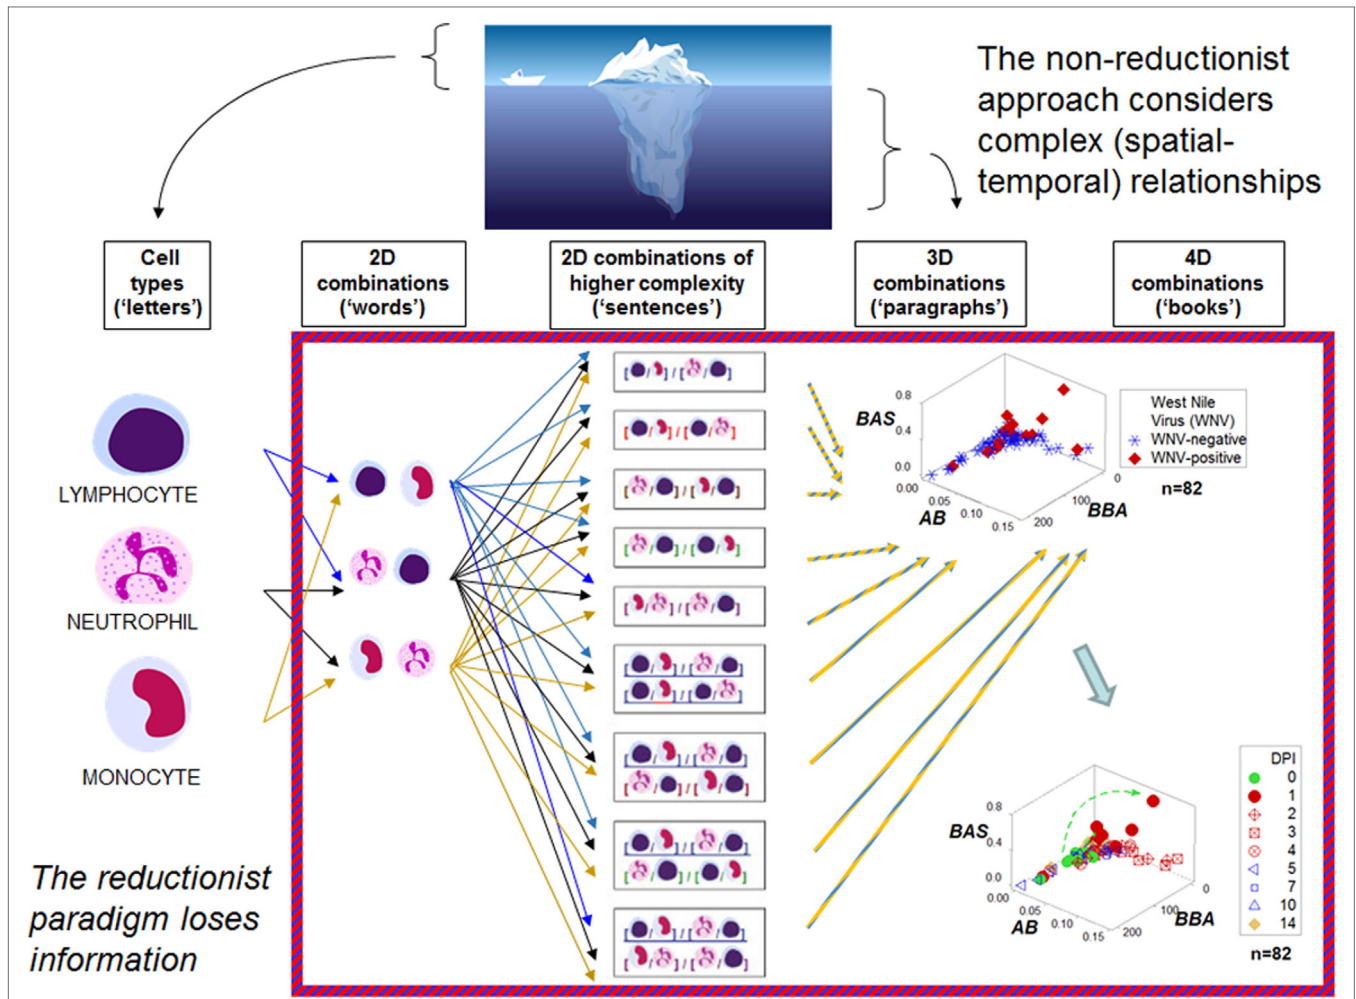 The non-reductionist
approach considers
complex (spatial-
temporal) relationships
Cell
types
(‘letters’)
2D
combinations
(‘words’)
2D combinations of
higher complexity
(‘sentences’)
3D
combinations
(‘paragraphs’)
4D
combinations
(‘books’)
LYMPHOCYTE
NEUTROPHIL
MONOCYTE
The reductionist
paradigm loses
information
[ / ] / [ / ]
[ / ] / [ / ]
[ / ] / [ / ]
[ / ] / [ / ]
[ / ] / [ / ]
[ / ] / [ / ]
[ / ] / [ / ]
[ / ] / [ / ]
[ / ] / [ / ]
[ / ] / [ / ]
[ / ] / [ / ]
[ / ] / [ / ]
[ / ] / [ / ]
BAS
0.8
0.4
0.0
0.00
0.05
0.10
0.15
AB
200
100
0
BBA
West Nile
Virus (WNV)
WNV-negative
WNV-positive
n=82
BAS
0.8
0.4
0.0
0.00
0.05
0.10
0.15
AB
200
100
0
BBA
DPI
0
1
2
3
4
5
7
10
14
n=82